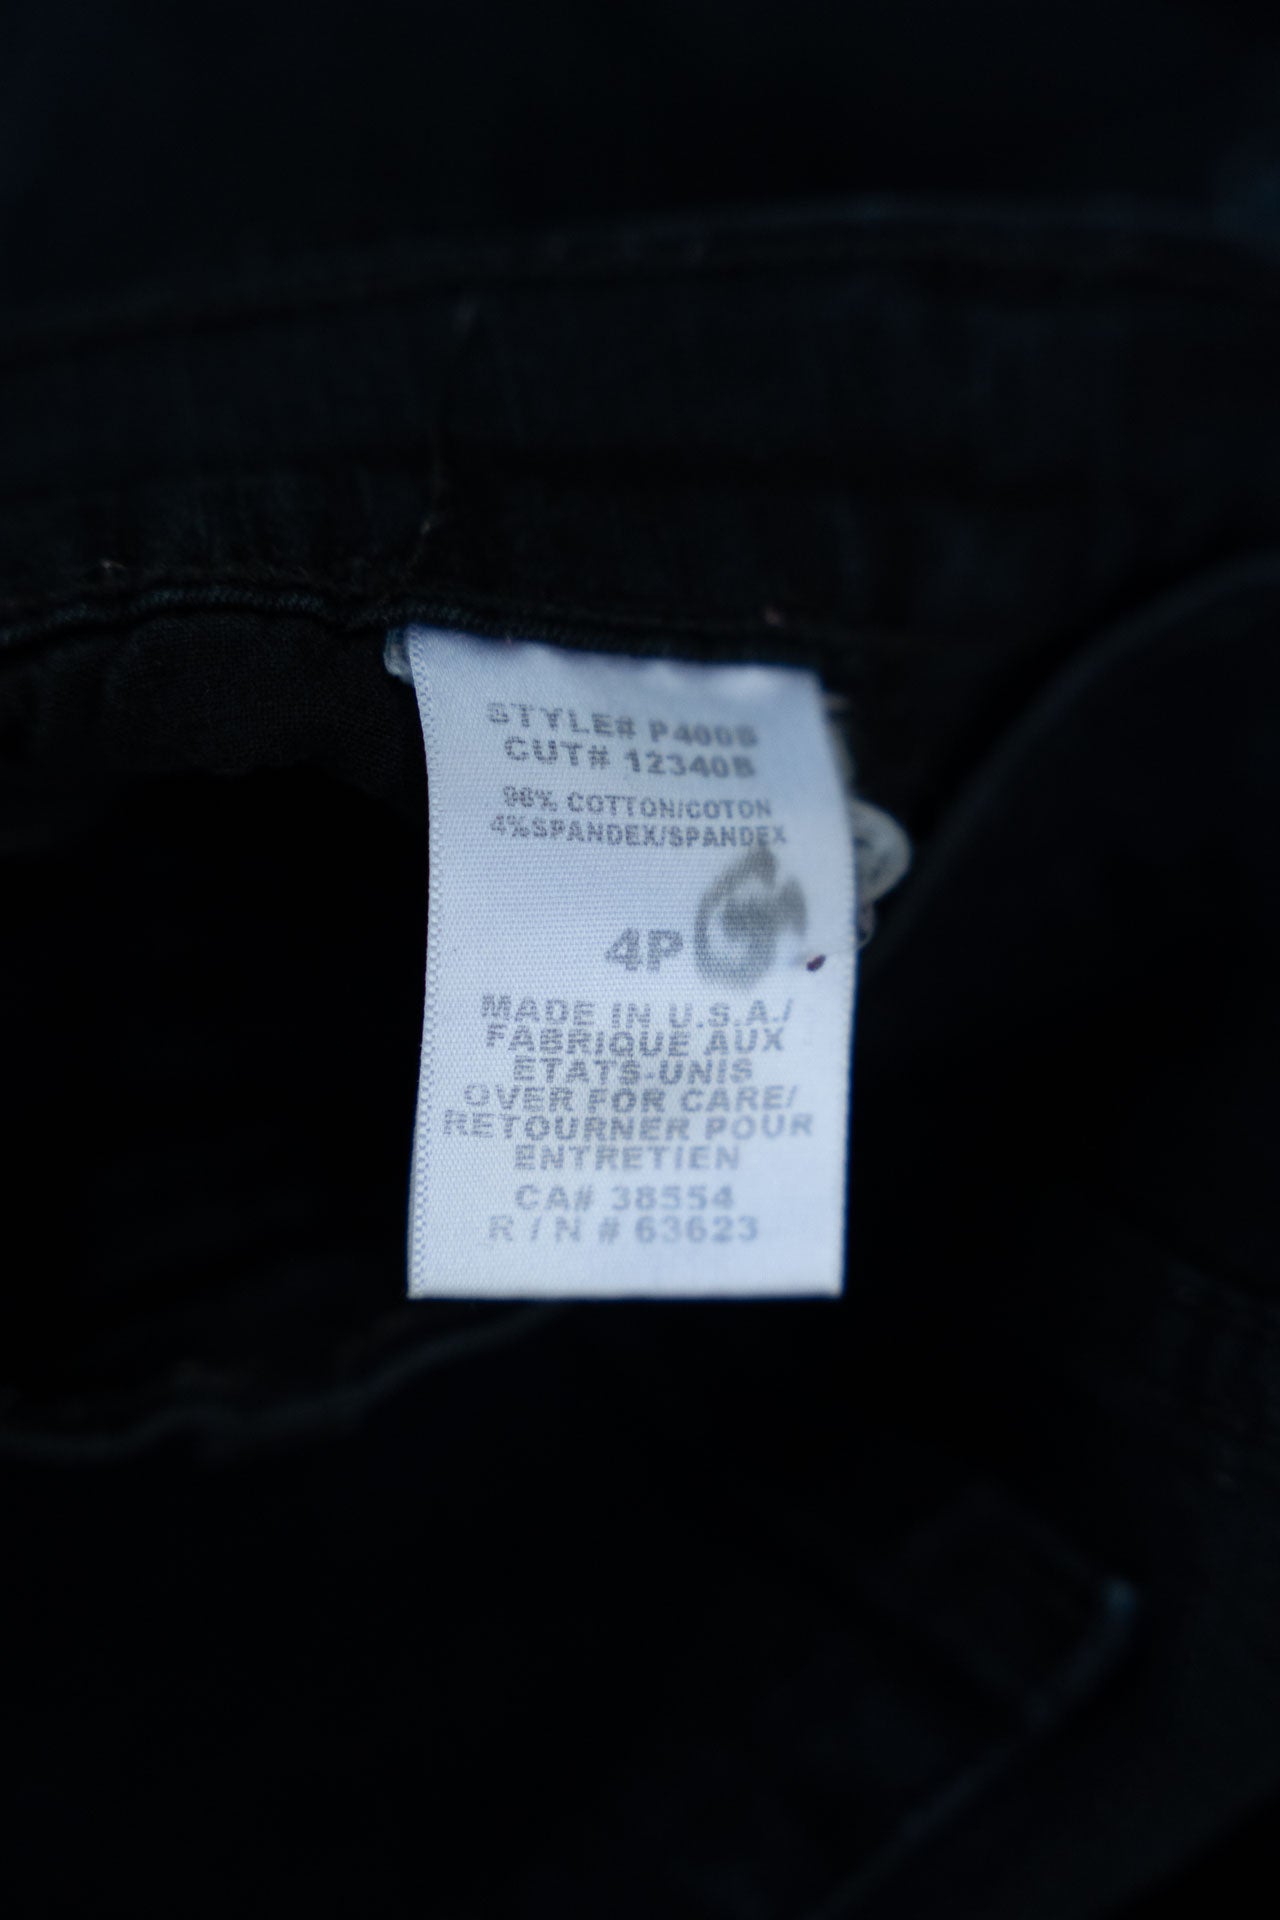 STYLE# P400B
CUT# 12340B
96% COTTON/COTON
4%SPANDEX/SPANDEX
4P
MADE IN U.S.A./
FABRIQUE AUX
ETATS-UNIS
OVER FOR CARE/
RETOURNER POUR
ENTRETIEN
CA# 38554
R / N # 63623